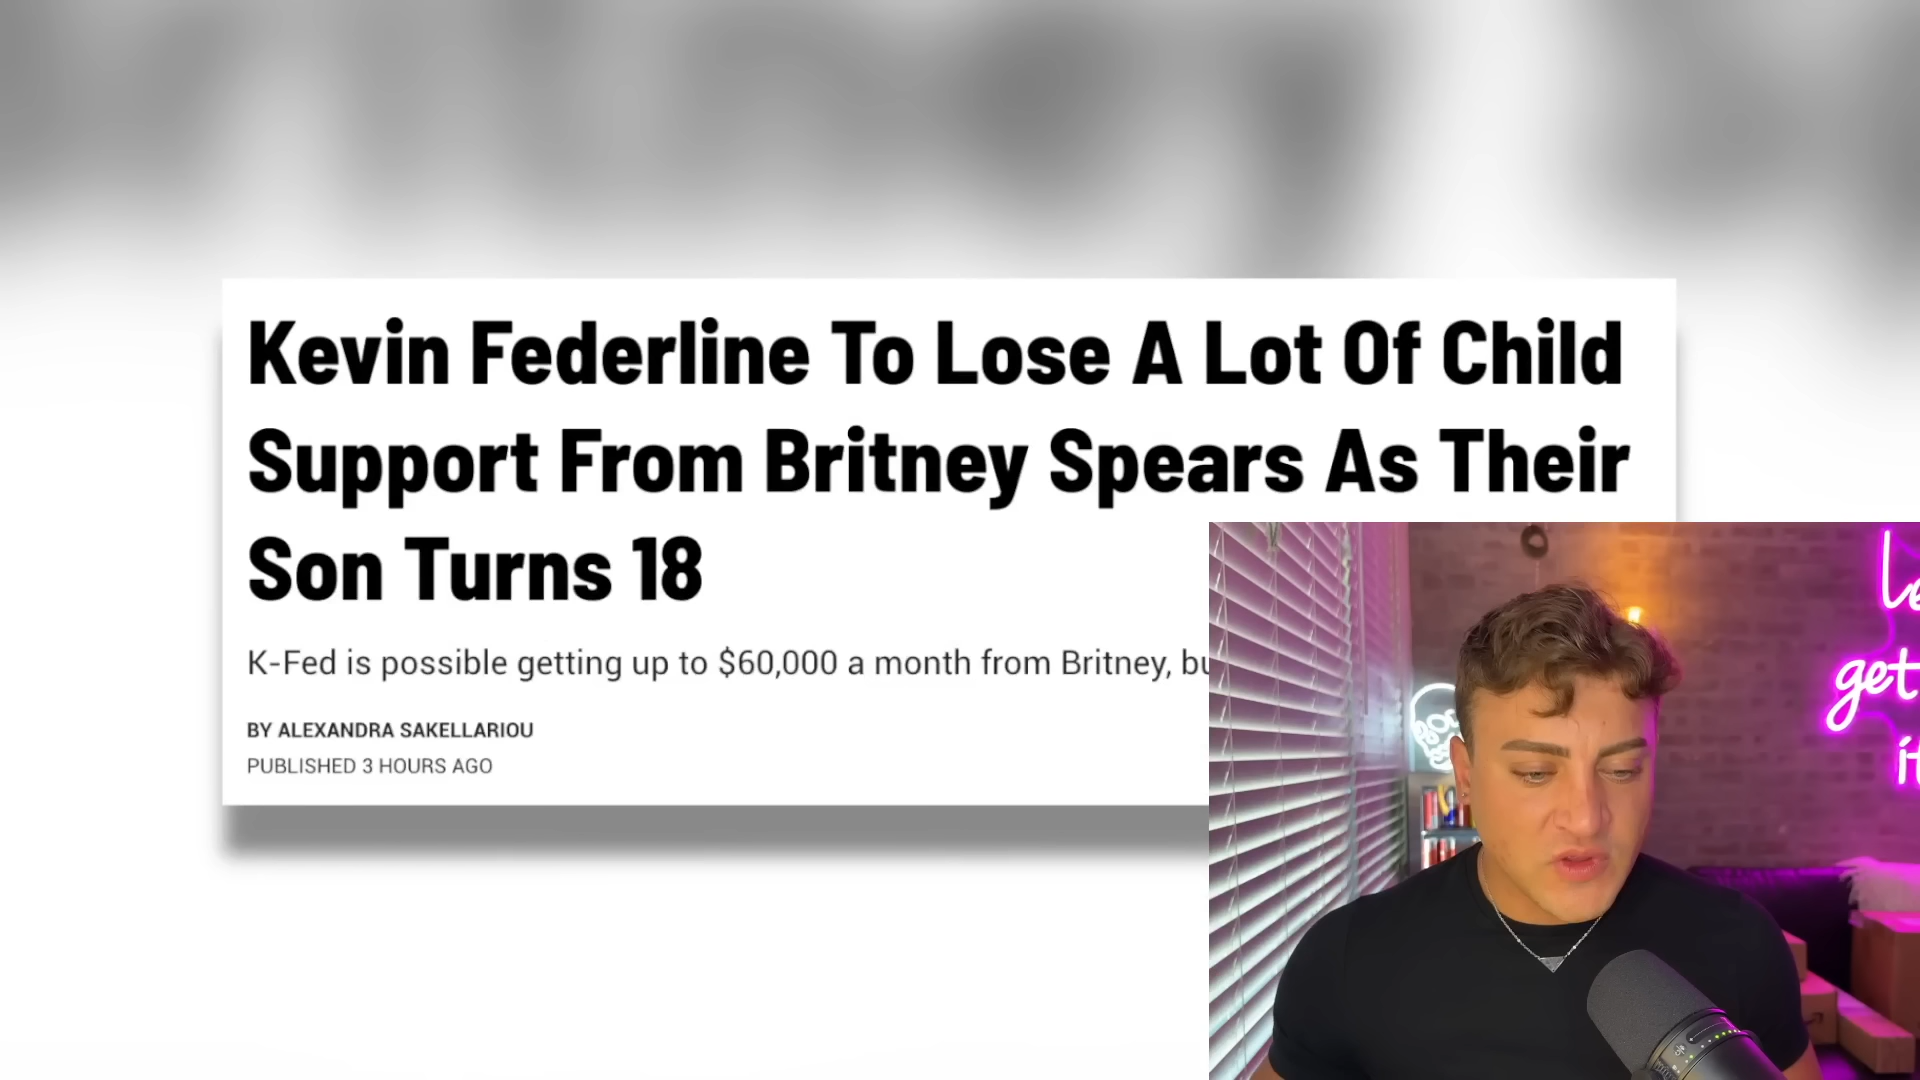 Kevin Federline To Lose A Lot Of Child
Support From Britney Spears As Their
Son Turns 18
K-Fed is possible getting up to $60,000 a month from Britney,
BY ALEXANDRA SAKELLARIOU
PUBLISHED 3 HOURS AGO
get